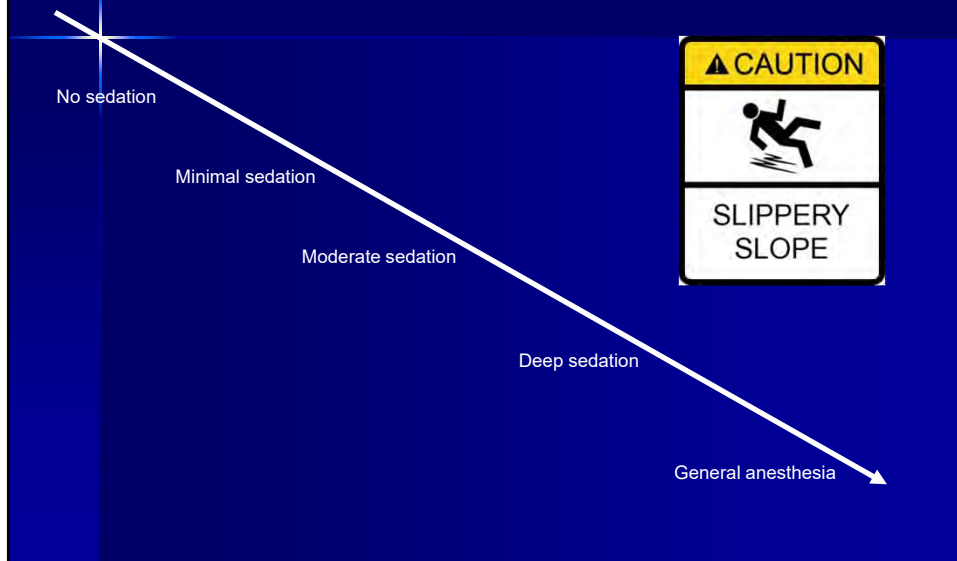 No sedation
Minimal sedation
Moderate sedation
Deep sedation
General anesthesia
CAUTION
SLIPPERY
SLOPE